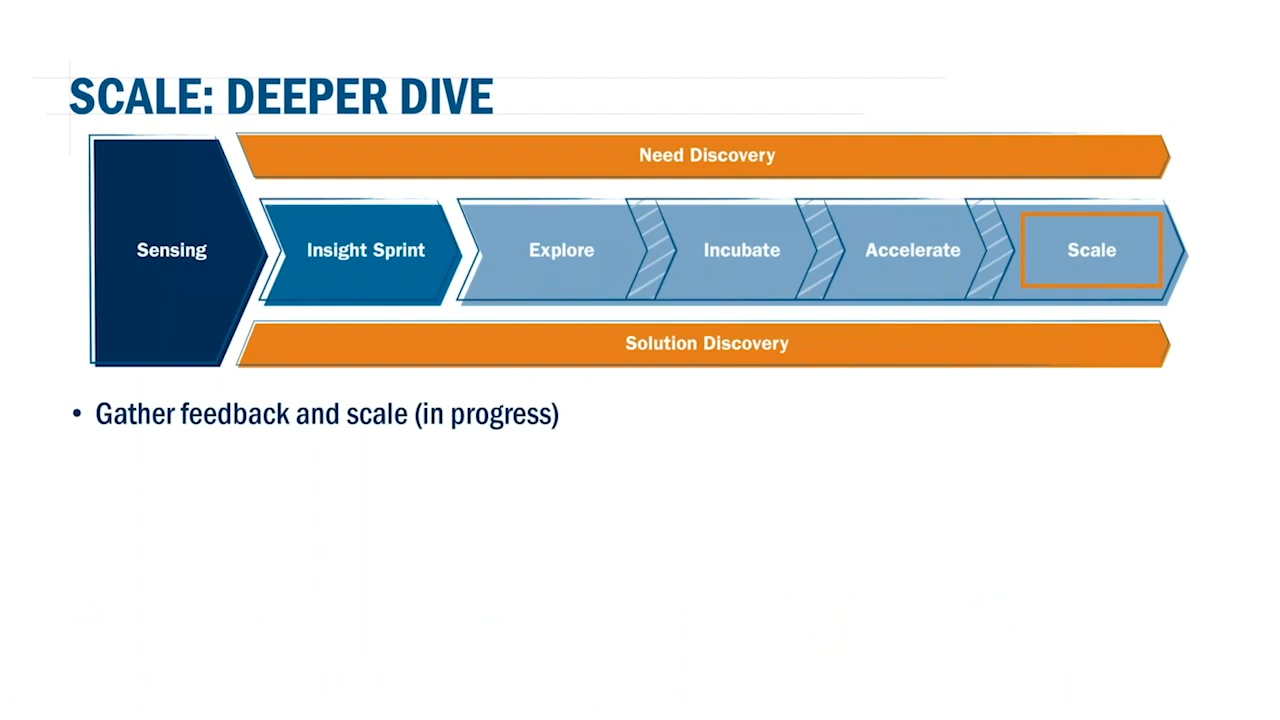 SCALE: DEEPER DIVE
Need Discovery
Sensing
Insight Sprint
Explore
Incubate
Accelerate
Scale
Solution Discovery
• Gather feedback and scale (in progress)